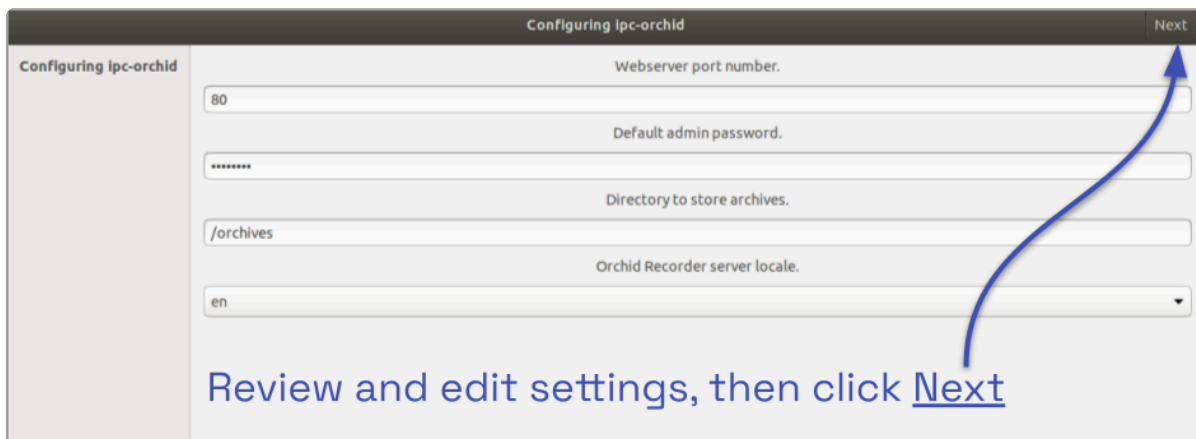 Configuring ipc-orchid
Next
Configuring ipc-orchid
Webserver port number.
80
Default admin password.
••••••••
Directory to store archives.
/orchives
Orchid Recorder server locale.
en
Review and edit settings, then click Next